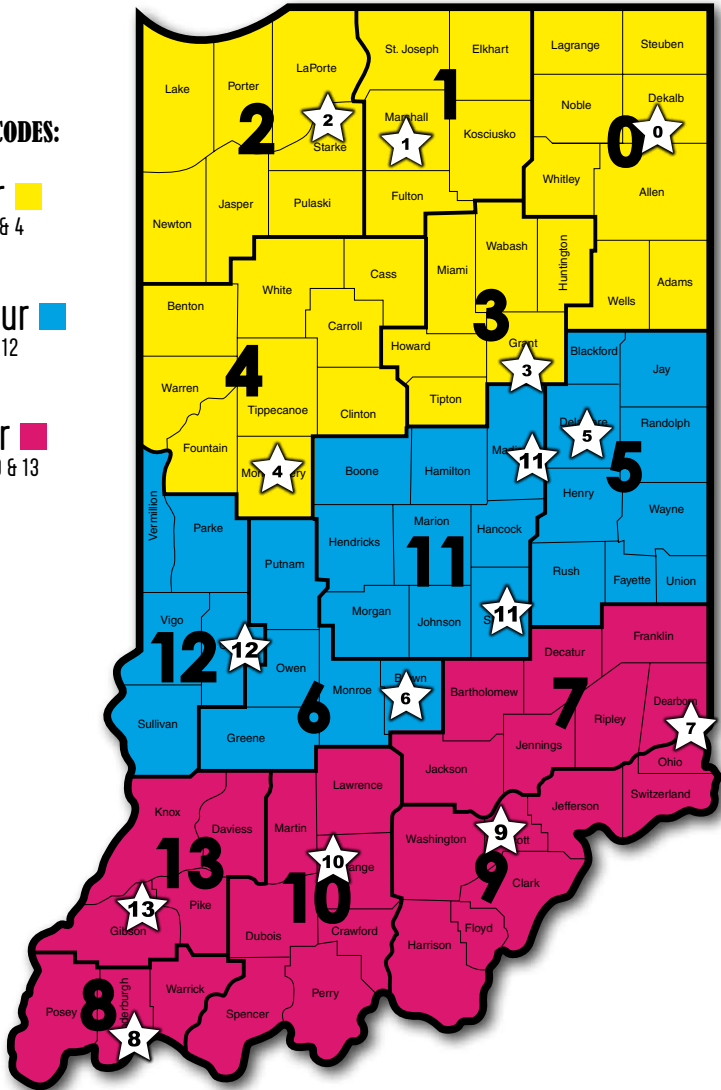 CODES:
& 4
12
& 13
Lake
Porter
LaPorte
St. Joseph
Elkhart
Lagrange
Steuben
2
2
Starke
1
Marshall
1
Kosciusko
Noble
Dekalb
0
0
Newton
Jasper
Pulaski
Fulton
Whitley
Allen
Benton
White
Cass
Miami
Wabash
Huntington
Wells
Adams
Carroll
Howard
3
Grant
3
Warren
4
Tippecanoe
Clinton
Tipton
Fountain
4
Blackford
Jay
5
Randolph
5
Henry
Wayne
Rush
Fayette
Union
Boone
Hamilton
11
Marion
Hendricks
Hancock
11
Morgan
Johnson
11
Vermillion
Parke
Putnam
Vigo
12
12
Owen
Sullivan
Greene
6
Monroe
Brown
6
Decatur
Franklin
Bartholomew
7
Ripley
Dearborn
7
Ohio
Jennings
Jackson
Jefferson
Switzerland
Knox
Daviess
Martin
Lawrence
Washington
9
9
Clark
13
Pike
13
Gibson
10
10
Dubois
Crawford
Floyd
Harrison
8
Posey
8
Warrick
Spencer
Perry